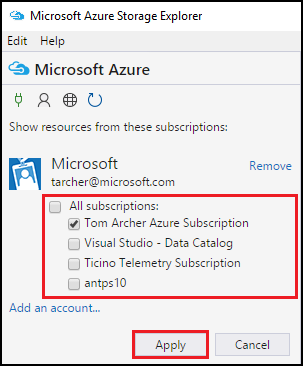 Microsoft Azure Storage Explorer
Edit Help
Microsoft Azure
Show resources from these subscriptions:
Microsoft Remove
tarcher@microsoft.com
All subscriptions:
Tom Archer Azure Subscription
Visual Studio - Data Catalog
Ticino Telemetry Subscription
antps10
Add an account...
Apply Cancel